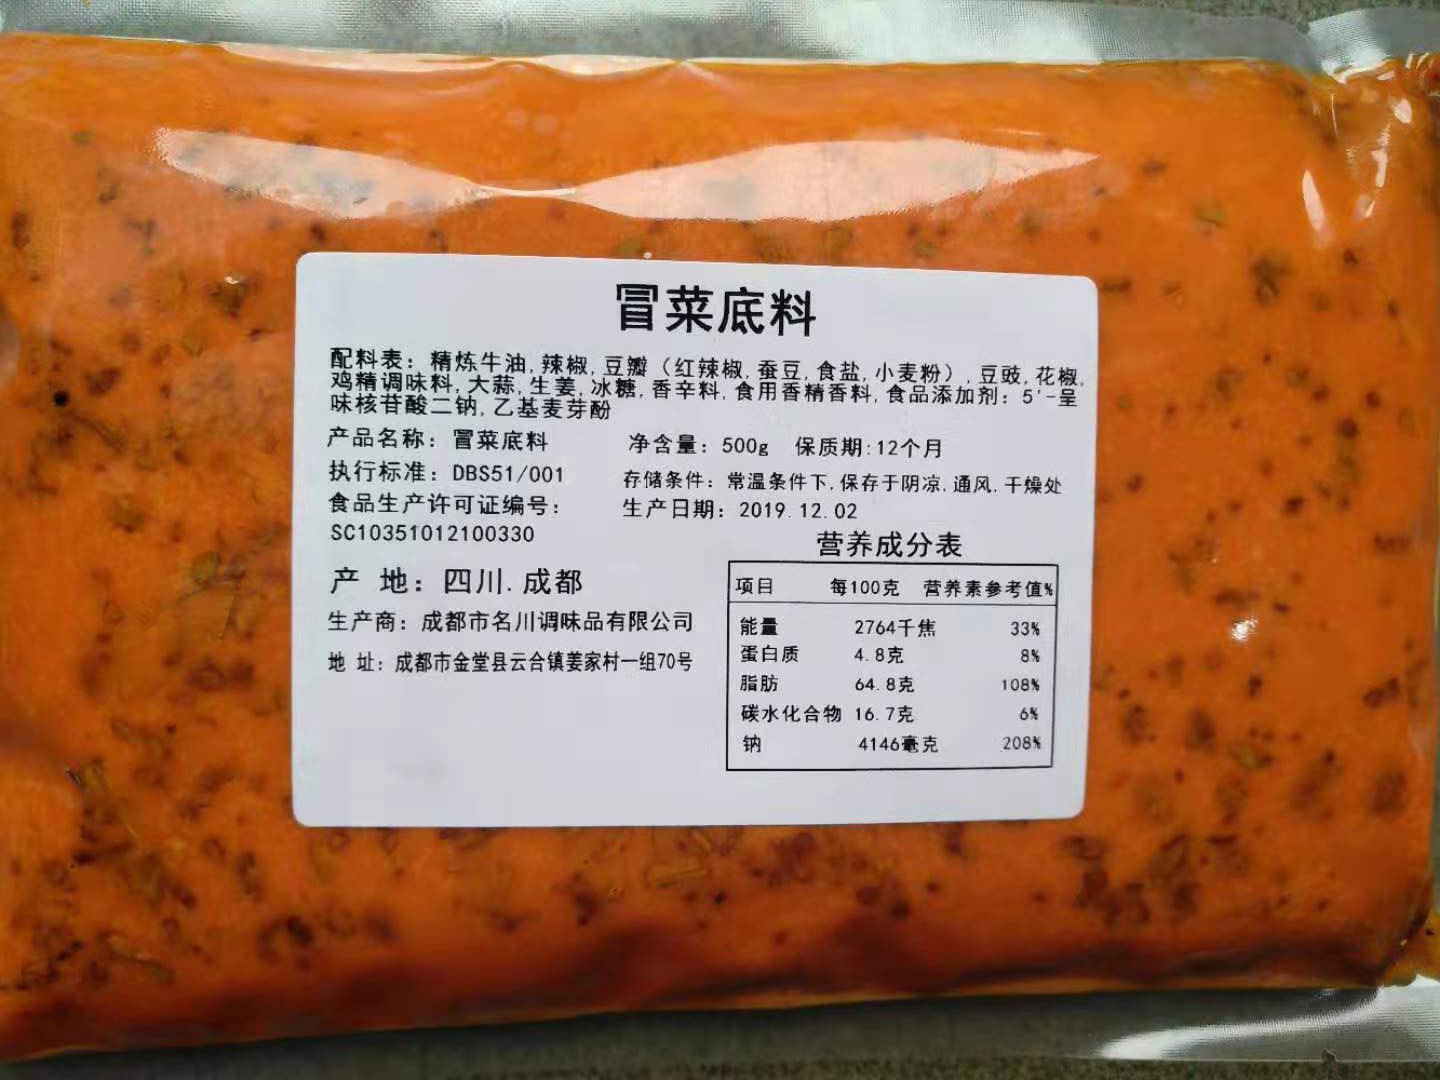 冒菜底料
配料表：精炼牛油,辣椒,豆瓣（红辣椒,蚕豆,食盐,小麦粉）,豆豉,花椒,
鸡精调味料,大蒜,生姜,冰糖,香辛料,食用香精香料,食品添加剂：5'-呈
味核苷酸二钠,乙基麦芽酚
产品名称：冒菜底料
净含量：500g 保质期:12个月
执行标准：DBS51/001
存储条件：常温条件下,保存于阴凉,通风,干燥处
食品生产许可证编号：
生产日期：2019.12.02
SC10351012100330
产 地：四川.成都
生产商：成都市名川调味品有限公司
地 址：成都市金堂县云合镇姜家村一组70号
营养成分表
项目 每100克 营养素参考值%
能量 2764千焦 33%
蛋白质 4.8克 8%
脂肪 64.8克 108%
碳水化合物 16.7克 6%
钠 4146毫克 208%